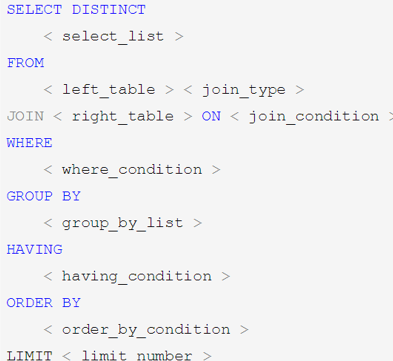 SELECT DISTINCT
< select_list >
FROM
< left_table > < join_type >
JOIN < right_table > ON < join_condition >
WHERE
< where_condition >
GROUP BY
< group_by_list >
HAVING
< having_condition >
ORDER BY
< order_by_condition >
LIMIT < limit_number >